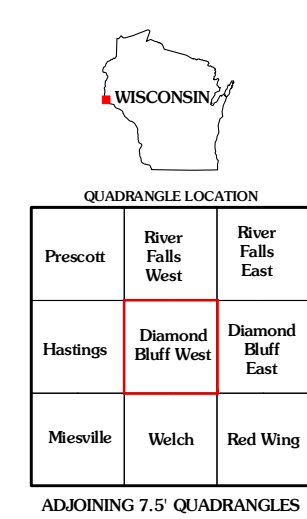 WISCONSIN
QUADRANGLE LOCATION
Prescott
River
Falls
West
River
Falls
East
Hastings
Diamond
Bluff West
Diamond
Bluff
East
Miesville
Welch
Red Wing
ADJOINING 7.5' QUADRANGLES